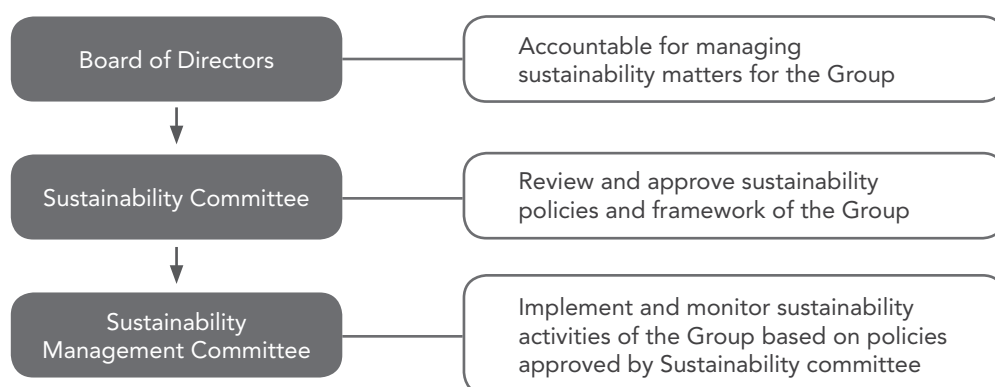 Board of Directors
Accountable for managing
sustainability matters for the Group
Sustainability Committee
Review and approve sustainability
policies and framework of the Group
Sustainability
Management Committee
Implement and monitor sustainability
activities of the Group based on policies
approved by Sustainability committee